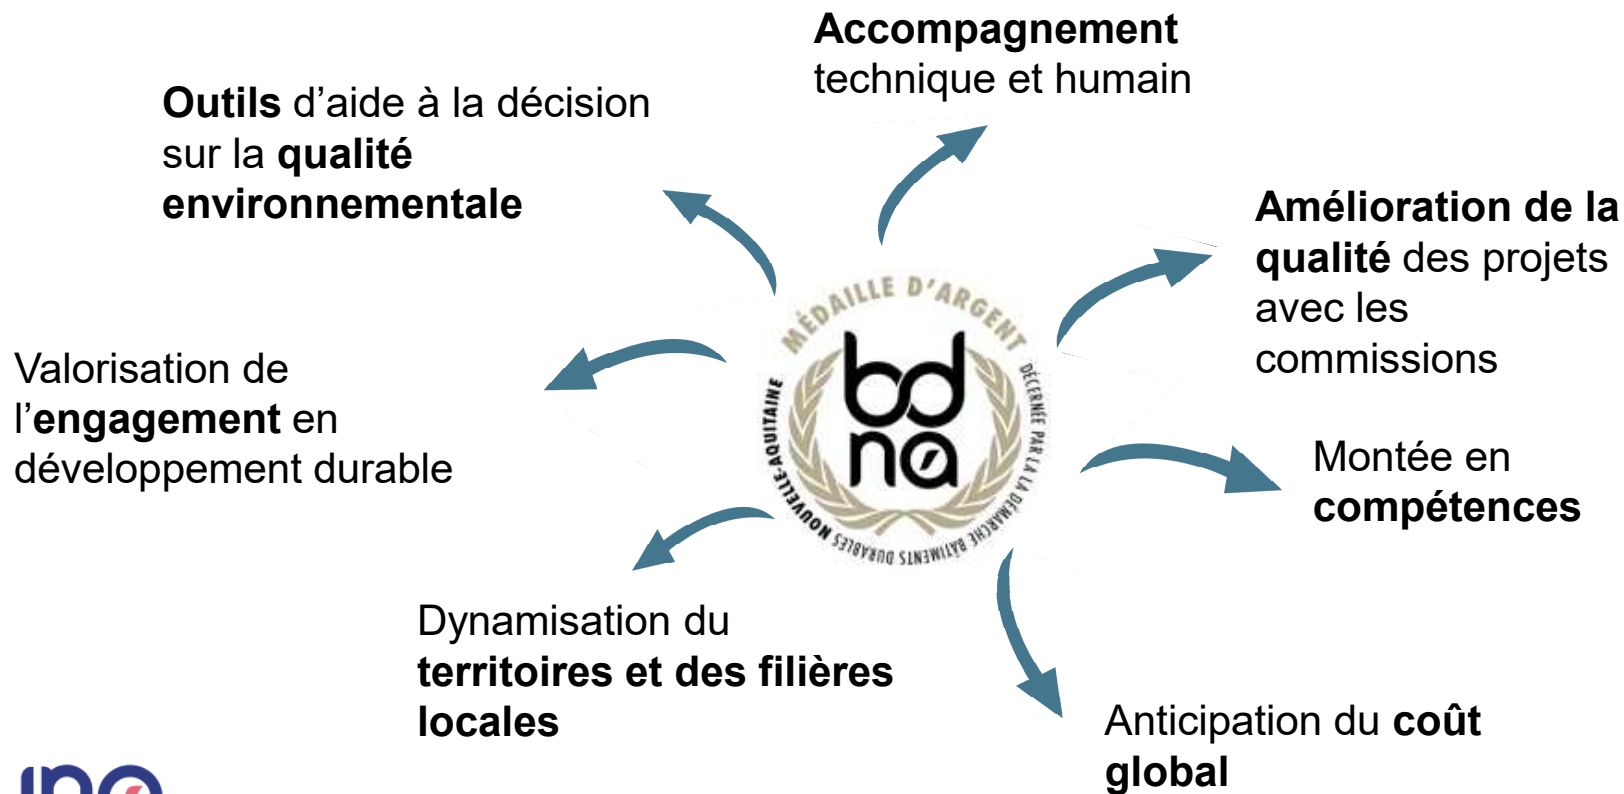 Accompagnement
technique et humain
Outils d’aide à la décision
sur la qualité
environnementale
Amélioration de la
qualité des projets
avec les
commissions
MÉDAILLE D'ARGENT
bd
na
DÉCERNÉE PAR LA DÉMARCHE BÂTIMENTS DURABLES NOUVELLE-AQUITAINE
Valorisation de
l’engagement en
développement durable
Montée en
compétences
Dynamisation du
territoires et des filières
locales
Anticipation du coût
global